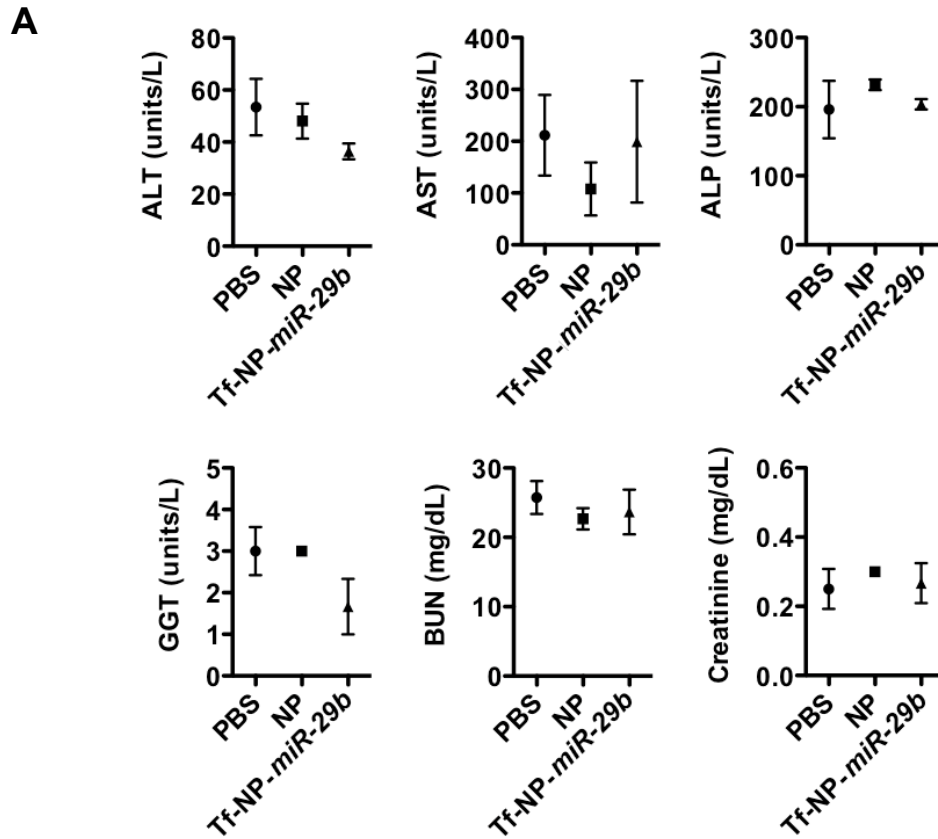 A
ALT (units/L)
80
60
40
20
0
PBS
NP
Tf-NP-miR-29b
AST (units/L)
400
300
200
100
0
PBS
NP
Tf-NP-miR-29b
ALP (units/L)
300
200
100
0
PBS
NP
Tf-NP-miR-29b
GGT (units/L)
5
4
3
2
1
0
PBS
NP
Tf-NP-miR-29b
BUN (mg/dL)
30
20
10
0
PBS
NP
Tf-NP-miR-29b
Creatinine (mg/dL)
0.6
0.4
0.2
0.0
PBS
NP
Tf-NP-miR-29b